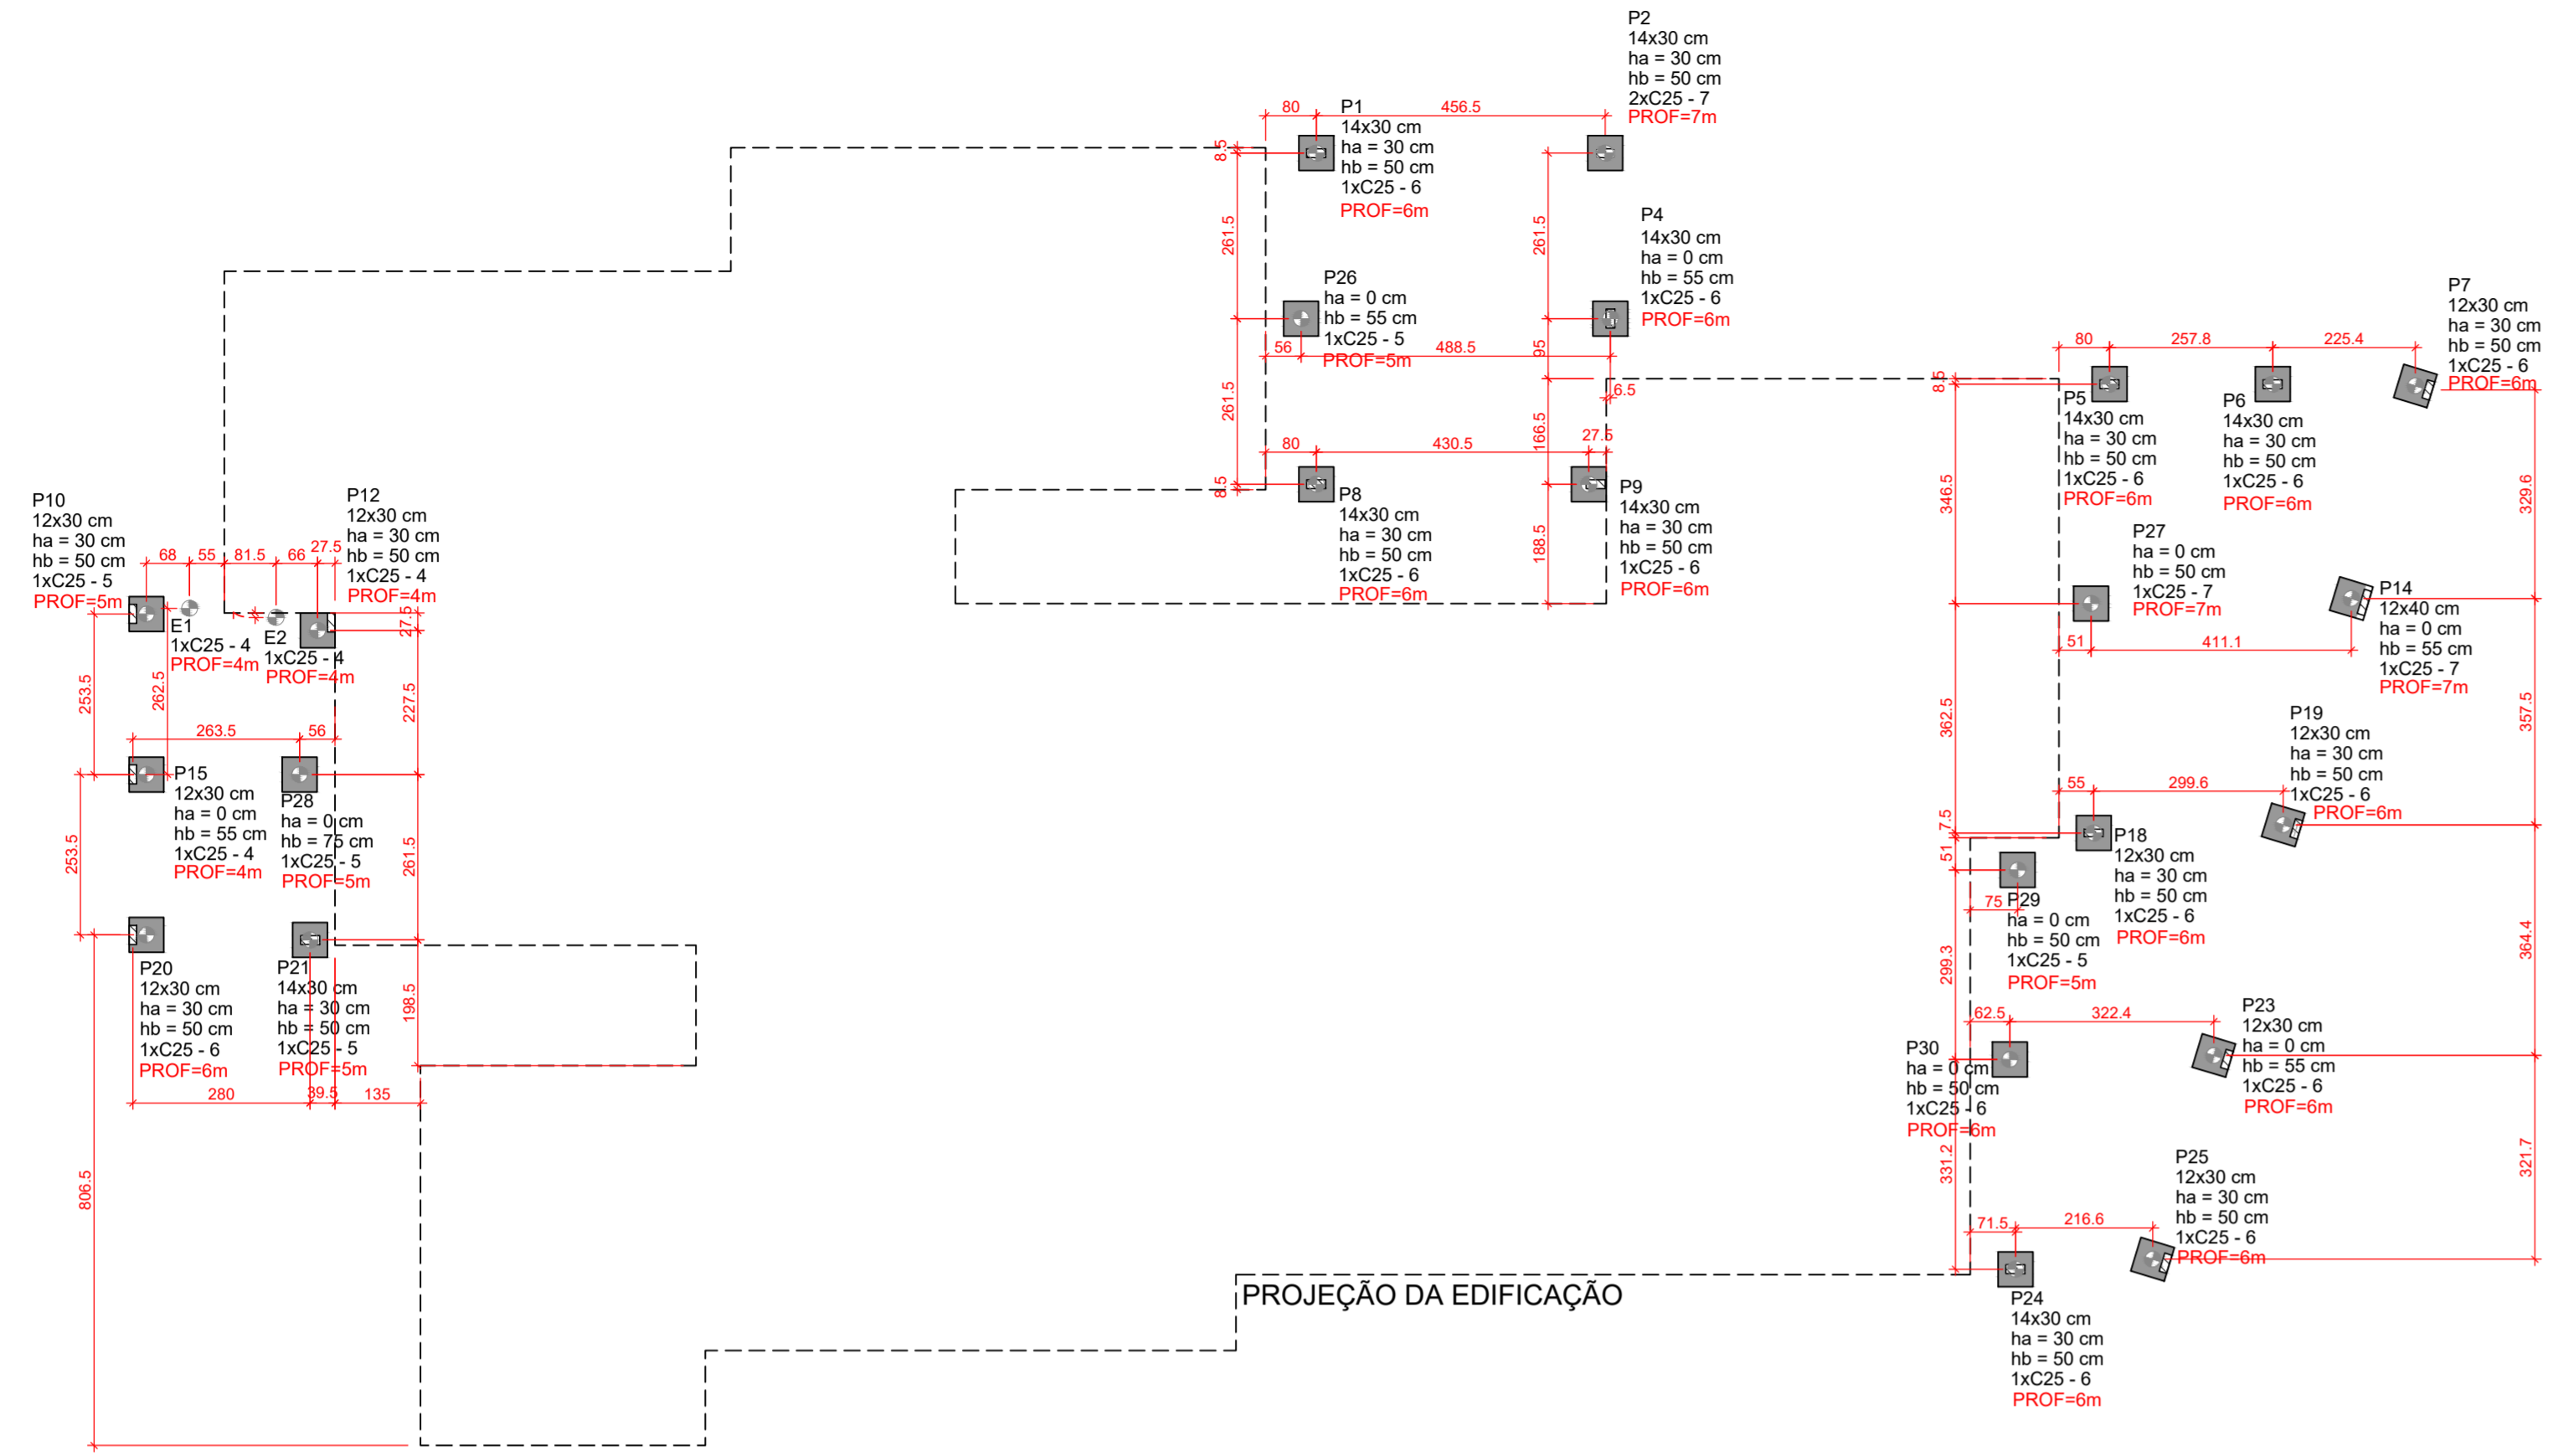 P2
14x30 cm
ha = 30 cm
hb = 50 cm
2xC25 - 7
PROF=7m
80
456.5
P1
14x30 cm
ha = 30 cm
hb = 50 cm
1xC25 - 6
PROF=6m
8.5
261.5
261.5
P4
14x30 cm
ha = 0 cm
hb = 55 cm
1xC25 - 6
PROF=6m
P26
ha = 0 cm
hb = 55 cm
1xC25 - 5
PROF=5m
56
488.5
95
6.5
261.5
166.5
80
430.5
27.5
8.5
P8
14x30 cm
ha = 30 cm
hb = 50 cm
1xC25 - 6
PROF=6m
188.5
P9
14x30 cm
ha = 30 cm
hb = 50 cm
1xC25 - 6
PROF=6m
P7
12x30 cm
ha = 30 cm
hb = 50 cm
1xC25 - 6
PROF=6m
80
257.8
225.4
8.5
P5
14x30 cm
ha = 30 cm
hb = 50 cm
1xC25 - 6
PROF=6m
P6
14x30 cm
ha = 30 cm
hb = 50 cm
1xC25 - 6
PROF=6m
346.5
329.6
P27
ha = 0 cm
hb = 50 cm
1xC25 - 7
PROF=7m
51
411.1
P14
12x40 cm
ha = 0 cm
hb = 55 cm
1xC25 - 7
PROF=7m
362.5
357.5
P19
12x30 cm
ha = 30 cm
hb = 50 cm
1xC25 - 6
PROF=6m
55
299.6
7.5
51
P18
12x30 cm
ha = 30 cm
hb = 50 cm
1xC25 - 6
PROF=6m
75
P29
ha = 0 cm
hb = 50 cm
1xC25 - 5
PROF=5m
299.3
364.4
62.5
322.4
P23
12x30 cm
ha = 0 cm
hb = 55 cm
1xC25 - 6
PROF=6m
P30
ha = 0 cm
hb = 50 cm
1xC25 - 6
PROF=6m
331.2
321.7
P25
12x30 cm
ha = 30 cm
hb = 50 cm
1xC25 - 6
PROF=6m
71.5
216.6
P24
14x30 cm
ha = 30 cm
hb = 50 cm
1xC25 - 6
PROF=6m
P10
12x30 cm
ha = 30 cm
hb = 50 cm
1xC25 - 5
PROF=5m
68
55
81.5
66
27.5
P12
12x30 cm
ha = 30 cm
hb = 50 cm
1xC25 - 4
PROF=4m
E1
1xC25 - 4
PROF=4m
7
E2
1xC25 - 4
PROF=4m
27.5
253.5
262.5
227.5
263.5
56
P15
12x30 cm
ha = 0 cm
hb = 55 cm
1xC25 - 4
PROF=4m
P28
ha = 0 cm
hb = 75 cm
1xC25 - 5
PROF=5m
253.5
261.5
P20
12x30 cm
ha = 30 cm
hb = 50 cm
1xC25 - 6
PROF=6m
P21
14x30 cm
ha = 30 cm
hb = 50 cm
1xC25 - 5
PROF=5m
198.5
280
39.5
135
806.5
PROJEÇÃO DA EDIFICAÇÃO